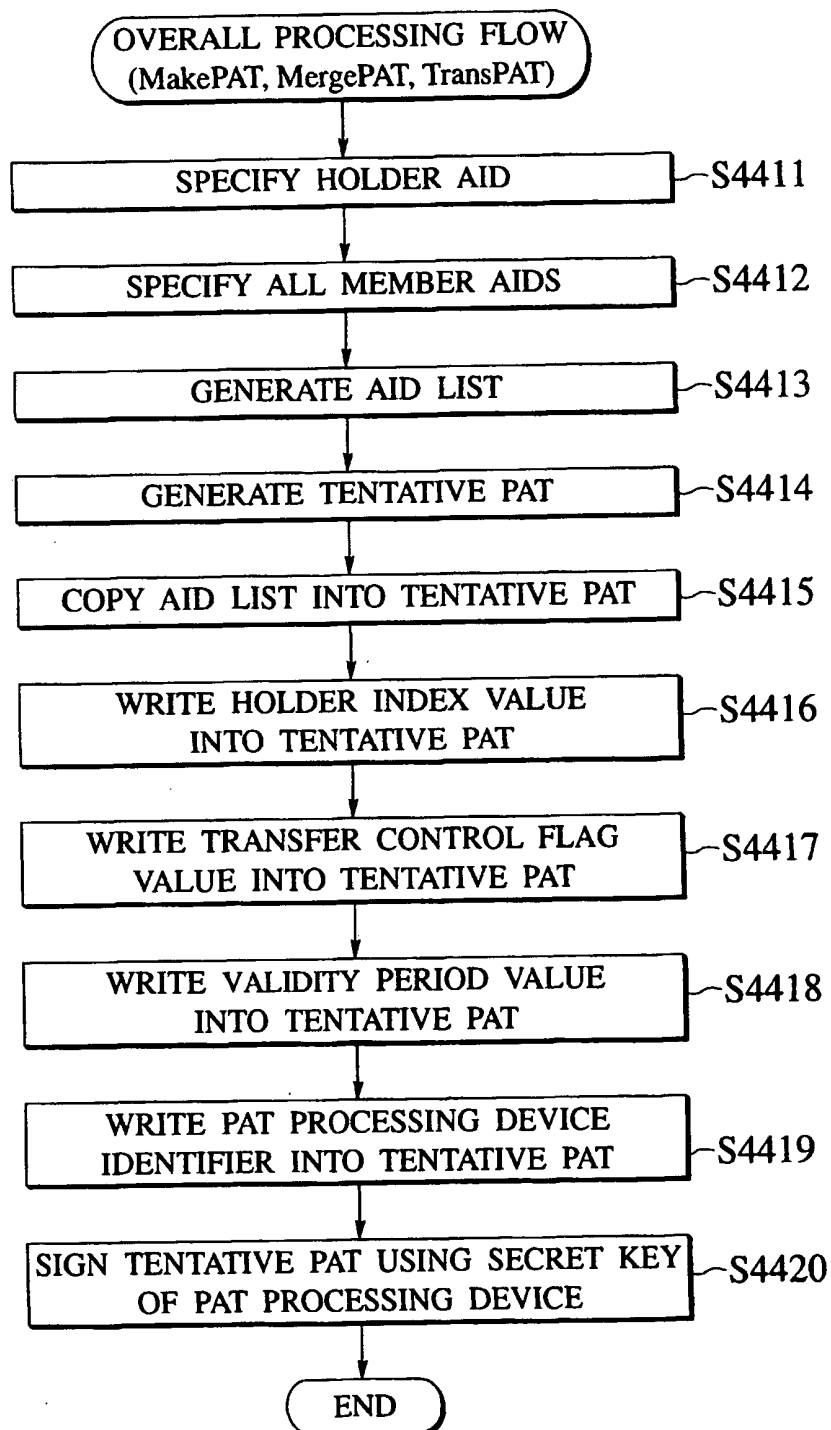 OVERALL PROCESSING FLOW
(MakePAT, MergePAT, TransPAT)
SPECIFY HOLDER AID
S4411
SPECIFY ALL MEMBER AIDS
S4412
GENERATE AID LIST
S4413
GENERATE TENTATIVE PAT
S4414
COPY AID LIST INTO TENTATIVE PAT
S4415
WRITE HOLDER INDEX VALUE
INTO TENTATIVE PAT
S4416
WRITE TRANSFER CONTROL FLAG
VALUE INTO TENTATIVE PAT
S4417
WRITE VALIDITY PERIOD VALUE
INTO TENTATIVE PAT
S4418
WRITE PAT PROCESSING DEVICE
IDENTIFIER INTO TENTATIVE PAT
S4419
SIGN TENTATIVE PAT USING SECRET KEY
OF PAT PROCESSING DEVICE
S4420
END